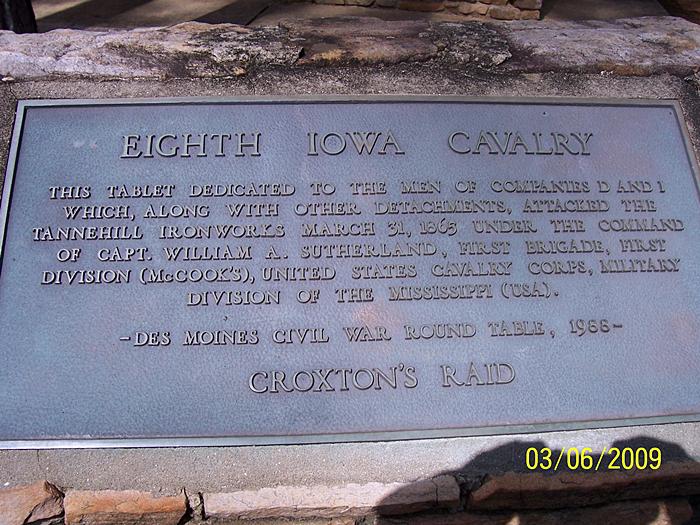 EIGHTH IOWA CAVALRY
THIS TABLET DEDICATED TO THE MEN OF COMPANIES D AND I
WHICH, ALONG WITH OTHER DETACHMENTS, ATTACKED THE
TANNEHILL IRONWORKS MARCH 31, 1865 UNDER THE COMMAND
OF CAPT. WILLIAM A. SUTHERLAND, FIRST BRIGADE, FIRST
DIVISION (McCOOK'S), UNITED STATES CAVALRY CORPS, MILITARY
DIVISION OF THE MISSISSIPPI (USA).
-DES MOINES CIVIL WAR ROUND TABLE, 1988-
CROXTON'S RAID
03/06/2009